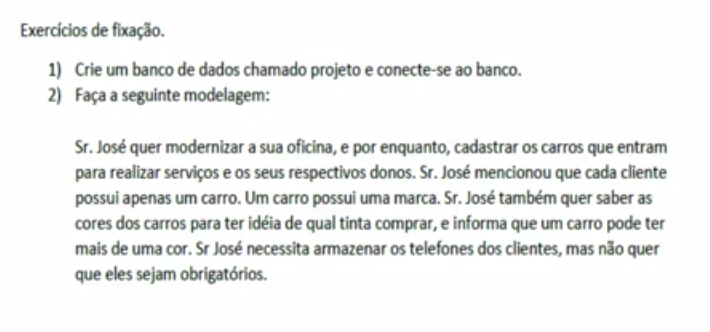 Exercícios de fixação.
1) Crie um banco de dados chamado projeto e conecte-se ao banco.
2) Faça a seguinte modelagem:
Sr. José quer modernizar a sua oficina, e por enquanto, cadastrar os carros que entram
para realizar serviços e os seus respectivos donos. Sr. José mencionou que cada cliente
possui apenas um carro. Um carro possui uma marca. Sr. José também quer saber as
cores dos carros para ter idéia de qual tinta comprar, e informa que um carro pode ter
mais de uma cor. Sr José necessita armazenar os telefones dos clientes, mas não quer
que eles sejam obrigatórios.